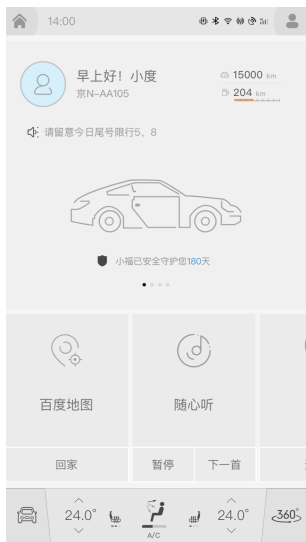 14:00
早上好！小度
京N-AA105
15000 km
204 km
请留意今日尾号限行5、8
小福已安全守护您180天
百度地图
随心听
回家
暂停
下一首
24.0°
A/C
24.0°
360°